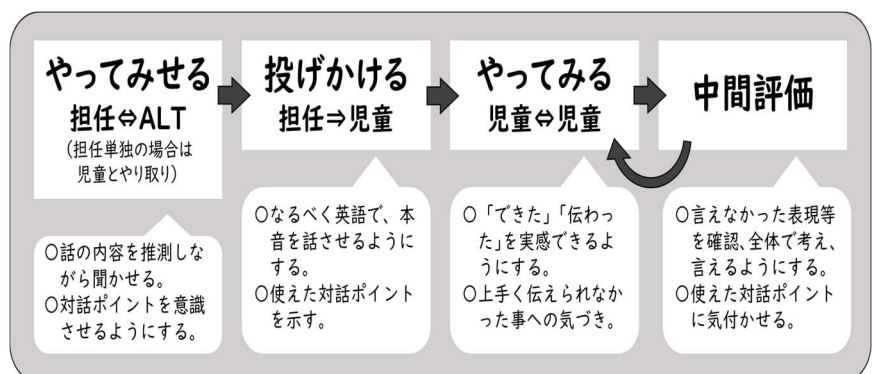 やってみせる
担任⇔ALT
(担任単独の場合は
児童とやり取り)
投げかける
担任⇒児童
やってみる
児童⇔児童
中間評価
○話の内容を推測しな
がら聞かせる。
○対話ポイントを意識
させるようにする。
○なるべく英語で、本
音を話させるように
する。
○使えた対話ポイント
を示す。
○「できた」「伝わっ
た」を実感できるよ
うにする。
○上手く伝えられなか
った事への気づき。
○言えなかった表現等
を確認、全体で考え、
言えるようにする。
○使えた対話ポイント
に気付かせる。